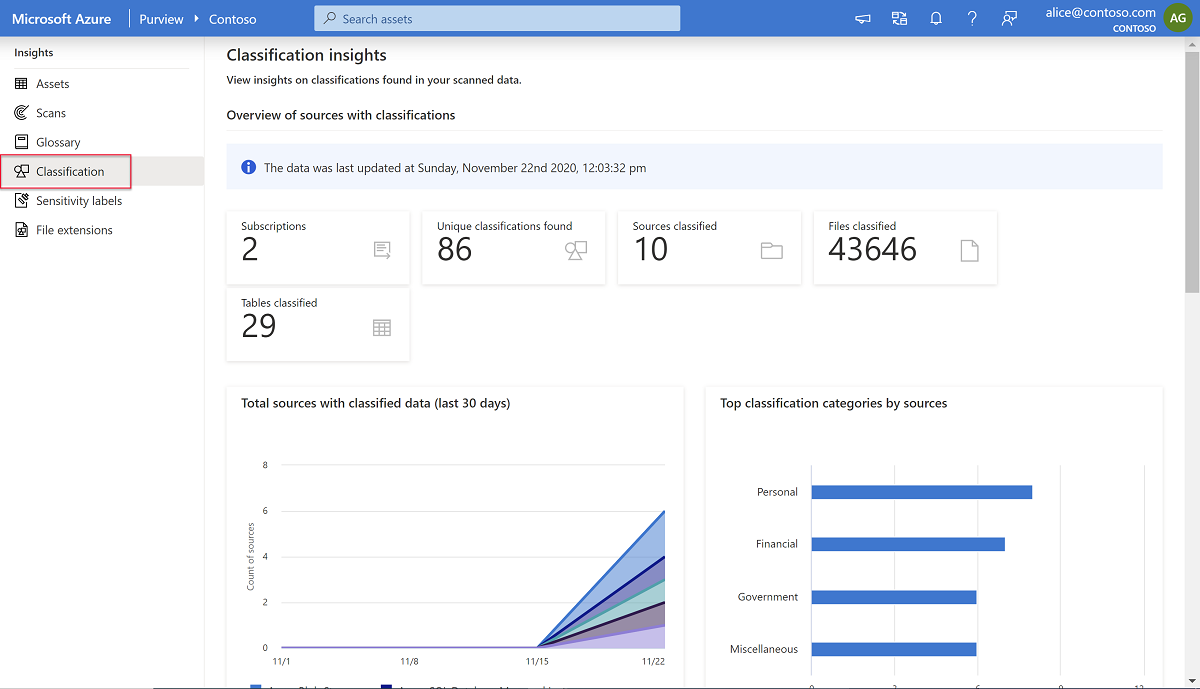 Microsoft Azure Purview Contoso
Search assets
alice@contoso.com
CONTOSO
AG
Insights
Assets
Scans
Glossary
Classification
Sensitivity labels
File extensions
Classification insights
View insights on classifications found in your scanned data.
Overview of sources with classifications
The data was last updated at Sunday, November 22nd 2020, 12:03:32 pm
Subscriptions
2
Unique classifications found
86
Sources classified
10
Files classified
43646
Tables classified
29
Total sources with classified data (last 30 days)
Count of sources
8
6
4
2
0
11/1 11/8 11/15 11/22
Top classification categories by sources
Personal
Financial
Government
Miscellaneous